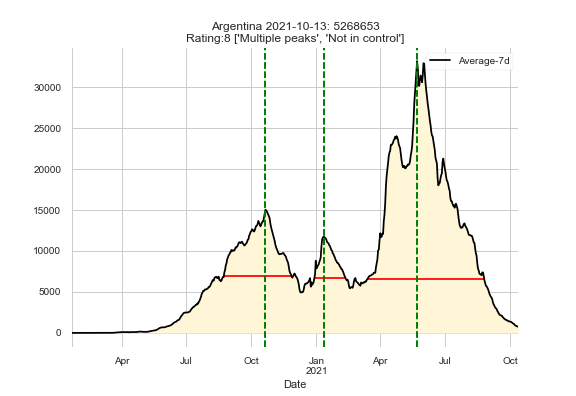 Argentina 2021-10-13: 5268653
Rating:8 ['Multiple peaks', 'Not in control']
Average-7d
30000
25000
20000
15000
10000
5000
0
Apr
Jul
Oct
Jan
2021
Apr
Jul
Oct
Date